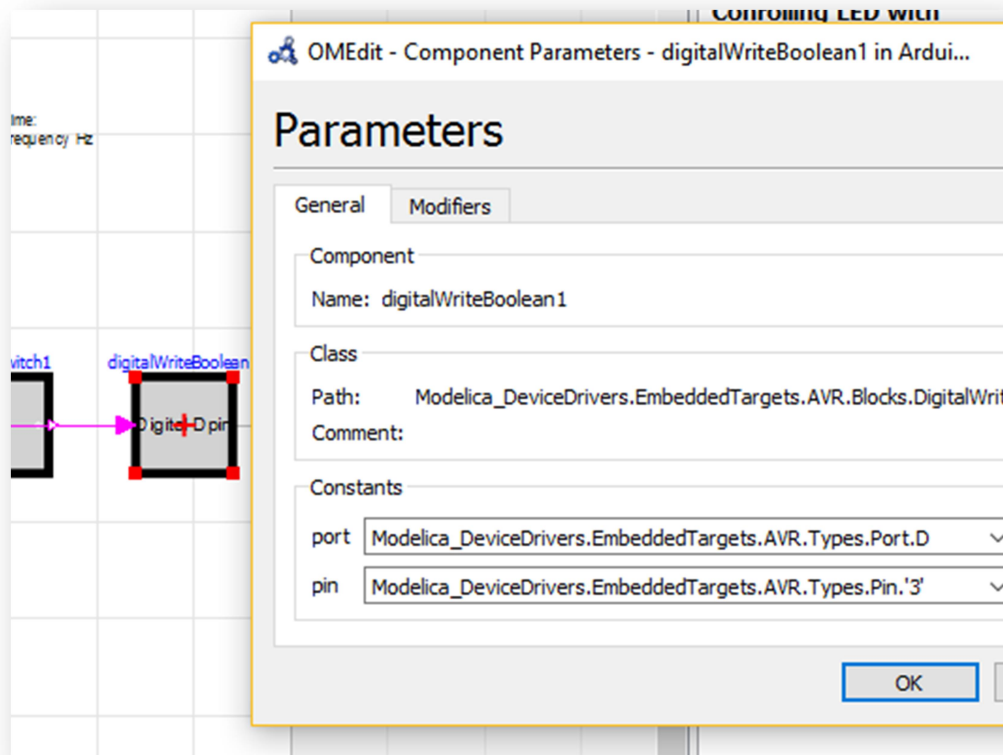 Controlling LED with
OMEdit - Component Parameters - digitalWriteBoolean1 in Ardui...
Parameters
General
Modifiers
Component
Name: digitalWriteBoolean1
Class
Path: Modelica_DeviceDrivers.EmbeddedTargets.AVR.Blocks.DigitalWrit
Comment:
Constants
port Modelica_DeviceDrivers.EmbeddedTargets.AVR.Types.Port.D
pin Modelica_DeviceDrivers.EmbeddedTargets.AVR.Types.Pin.'3'
OK
ime:
requency Hz
vitch1
digitalWriteBoolean
D pin